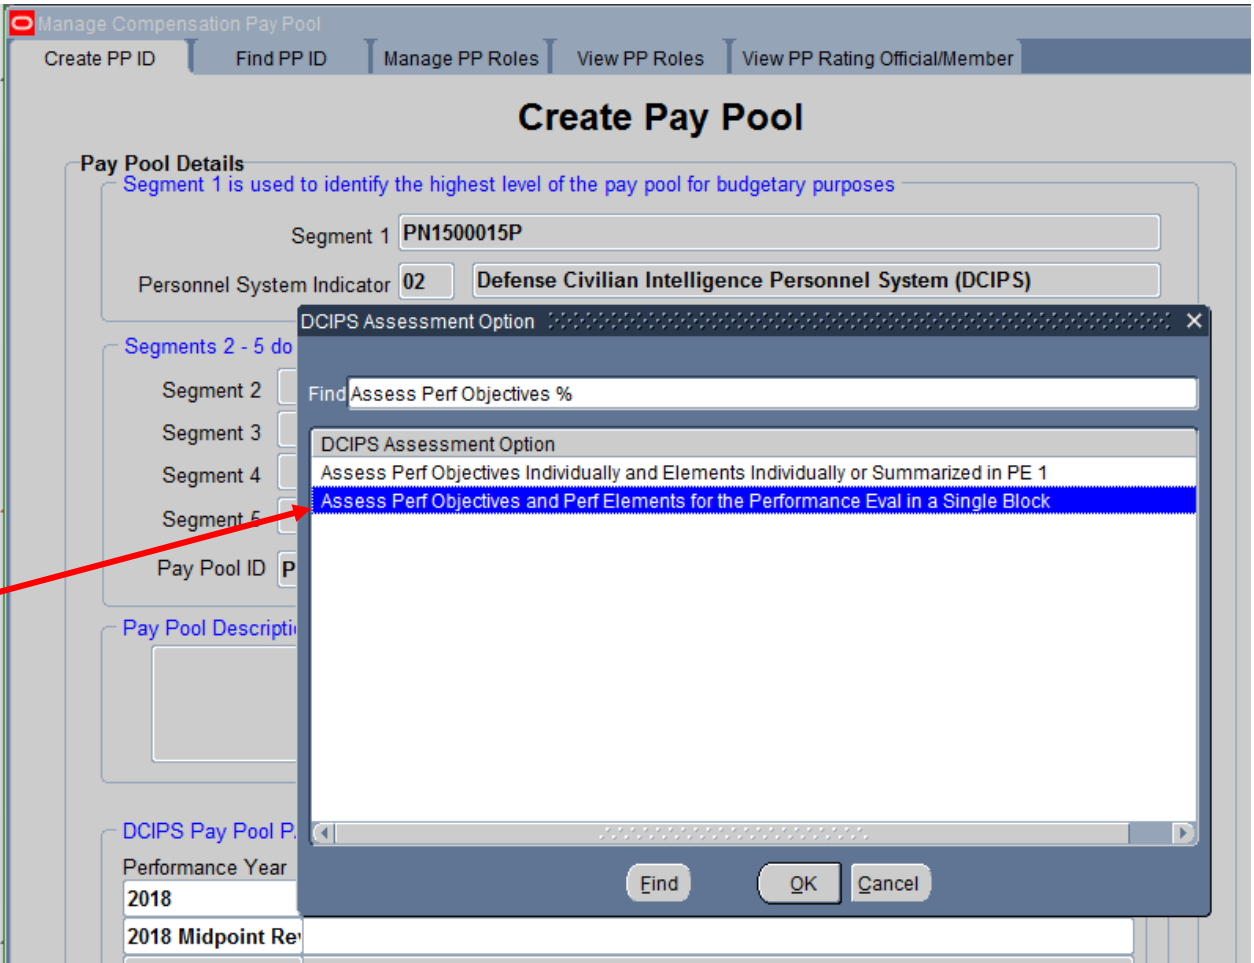 Manage Compensation Pay Pool
Create PP ID Find PP ID Manage PP Roles View PP Roles View PP Rating Official/Member
Create Pay Pool
Pay Pool Details
Segment 1 is used to identify the highest level of the pay pool for budgetary purposes
Segment 1 PN1500015P
Personnel System Indicator 02 Defense Civilian Intelligence Personnel System (DCIPS)
DCIPS Assessment Option
Segments 2 - 5 do
Segment 2
Find Assess Perf Objectives %
Segment 3
DCIPS Assessment Option
Segment 4 Assess Perf Objectives Individually and Elements Individually or Summarized in PE 1
Assess Perf Objectives and Perf Elements for the Performance Eval in a Single Block
Segment 5
Pay Pool ID P
Pay Pool Descripti
DCIPS Pay Pool P
Performance Year
Find OK Cancel
2018
2018 Midpoint Re